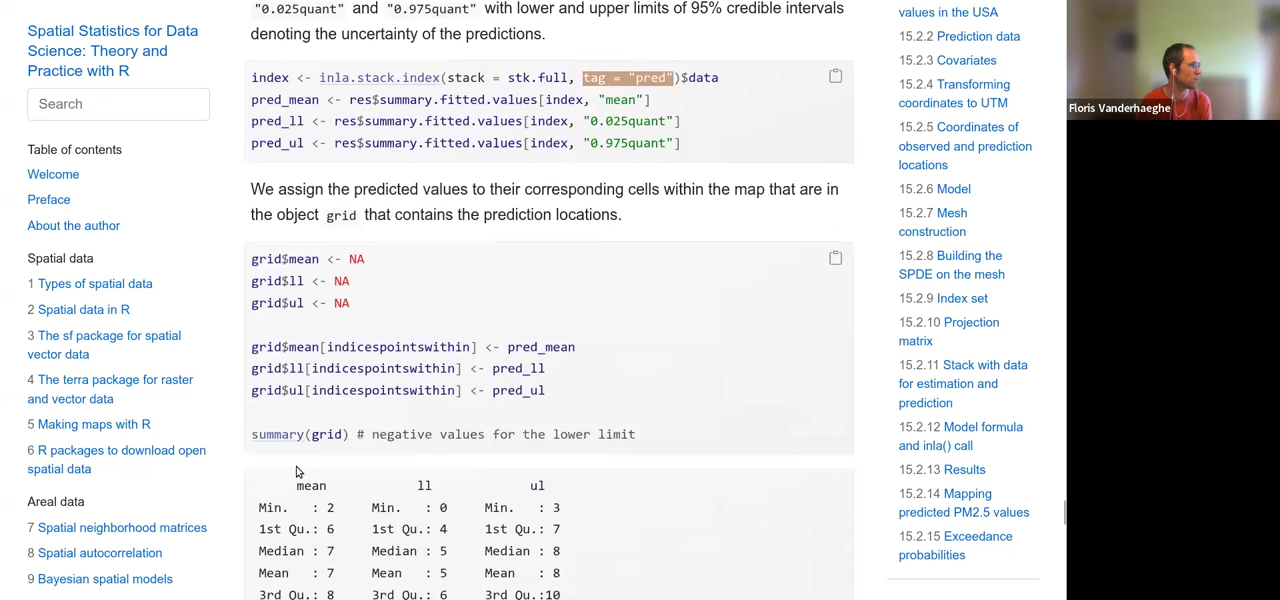 Spatial Statistics for Data
Science: Theory and
Practice with R
Search
Table of contents
Welcome
Preface
About the author
Spatial data
1 Types of spatial data
2 Spatial data in R
3 The sf package for spatial
vector data
4 The terra package for raster
and vector data
5 Making maps with R
6 R packages to download open
spatial data
Areal data
7 Spatial neighborhood matrices
8 Spatial autocorrelation
9 Bayesian spatial models
"0.025quant" and "0.975quant" with lower and upper limits of 95% credible intervals
denoting the uncertainty of the predictions.
index <- inla.stack.index(stack = stk.full, tag = "pred")$data
pred_mean <- res$summary.fitted.values[index, "mean"]
pred_ll <- res$summary.fitted.values[index, "0.025quant"]
pred_ul <- res$summary.fitted.values[index, "0.975quant"]
We assign the predicted values to their corresponding cells within the map that are in
the object grid that contains the prediction locations.
grid$mean <- NA
grid$ll <- NA
grid$ul <- NA
grid$mean[indicespointswithin] <- pred_mean
grid$ll[indicespointswithin] <- pred_ll
grid$ul[indicespointswithin] <- pred_ul
summary(grid) # negative values for the lower limit
mean ll ul
Min. : 2 Min. : 0 Min. : 3
1st Qu.: 6 1st Qu.: 4 1st Qu.: 7
Median : 7 Median : 5 Median : 8
Mean : 7 Mean : 5 Mean : 8
3rd Qu.: 8 3rd Qu.: 6 3rd Qu.:10
values in the USA
15.2.2 Prediction data
15.2.3 Covariates
15.2.4 Transforming
coordinates to UTM
15.2.5 Coordinates of
observed and prediction
locations
15.2.6 Model
15.2.7 Mesh
construction
15.2.8 Building the
SPDE on the mesh
15.2.9 Index set
15.2.10 Projection
matrix
15.2.11 Stack with data
for estimation and
prediction
15.2.12 Model formula
and inla() call
15.2.13 Results
15.2.14 Mapping
predicted PM2.5 values
15.2.15 Exceedance
probabilities
Floris Vanderhaeghe